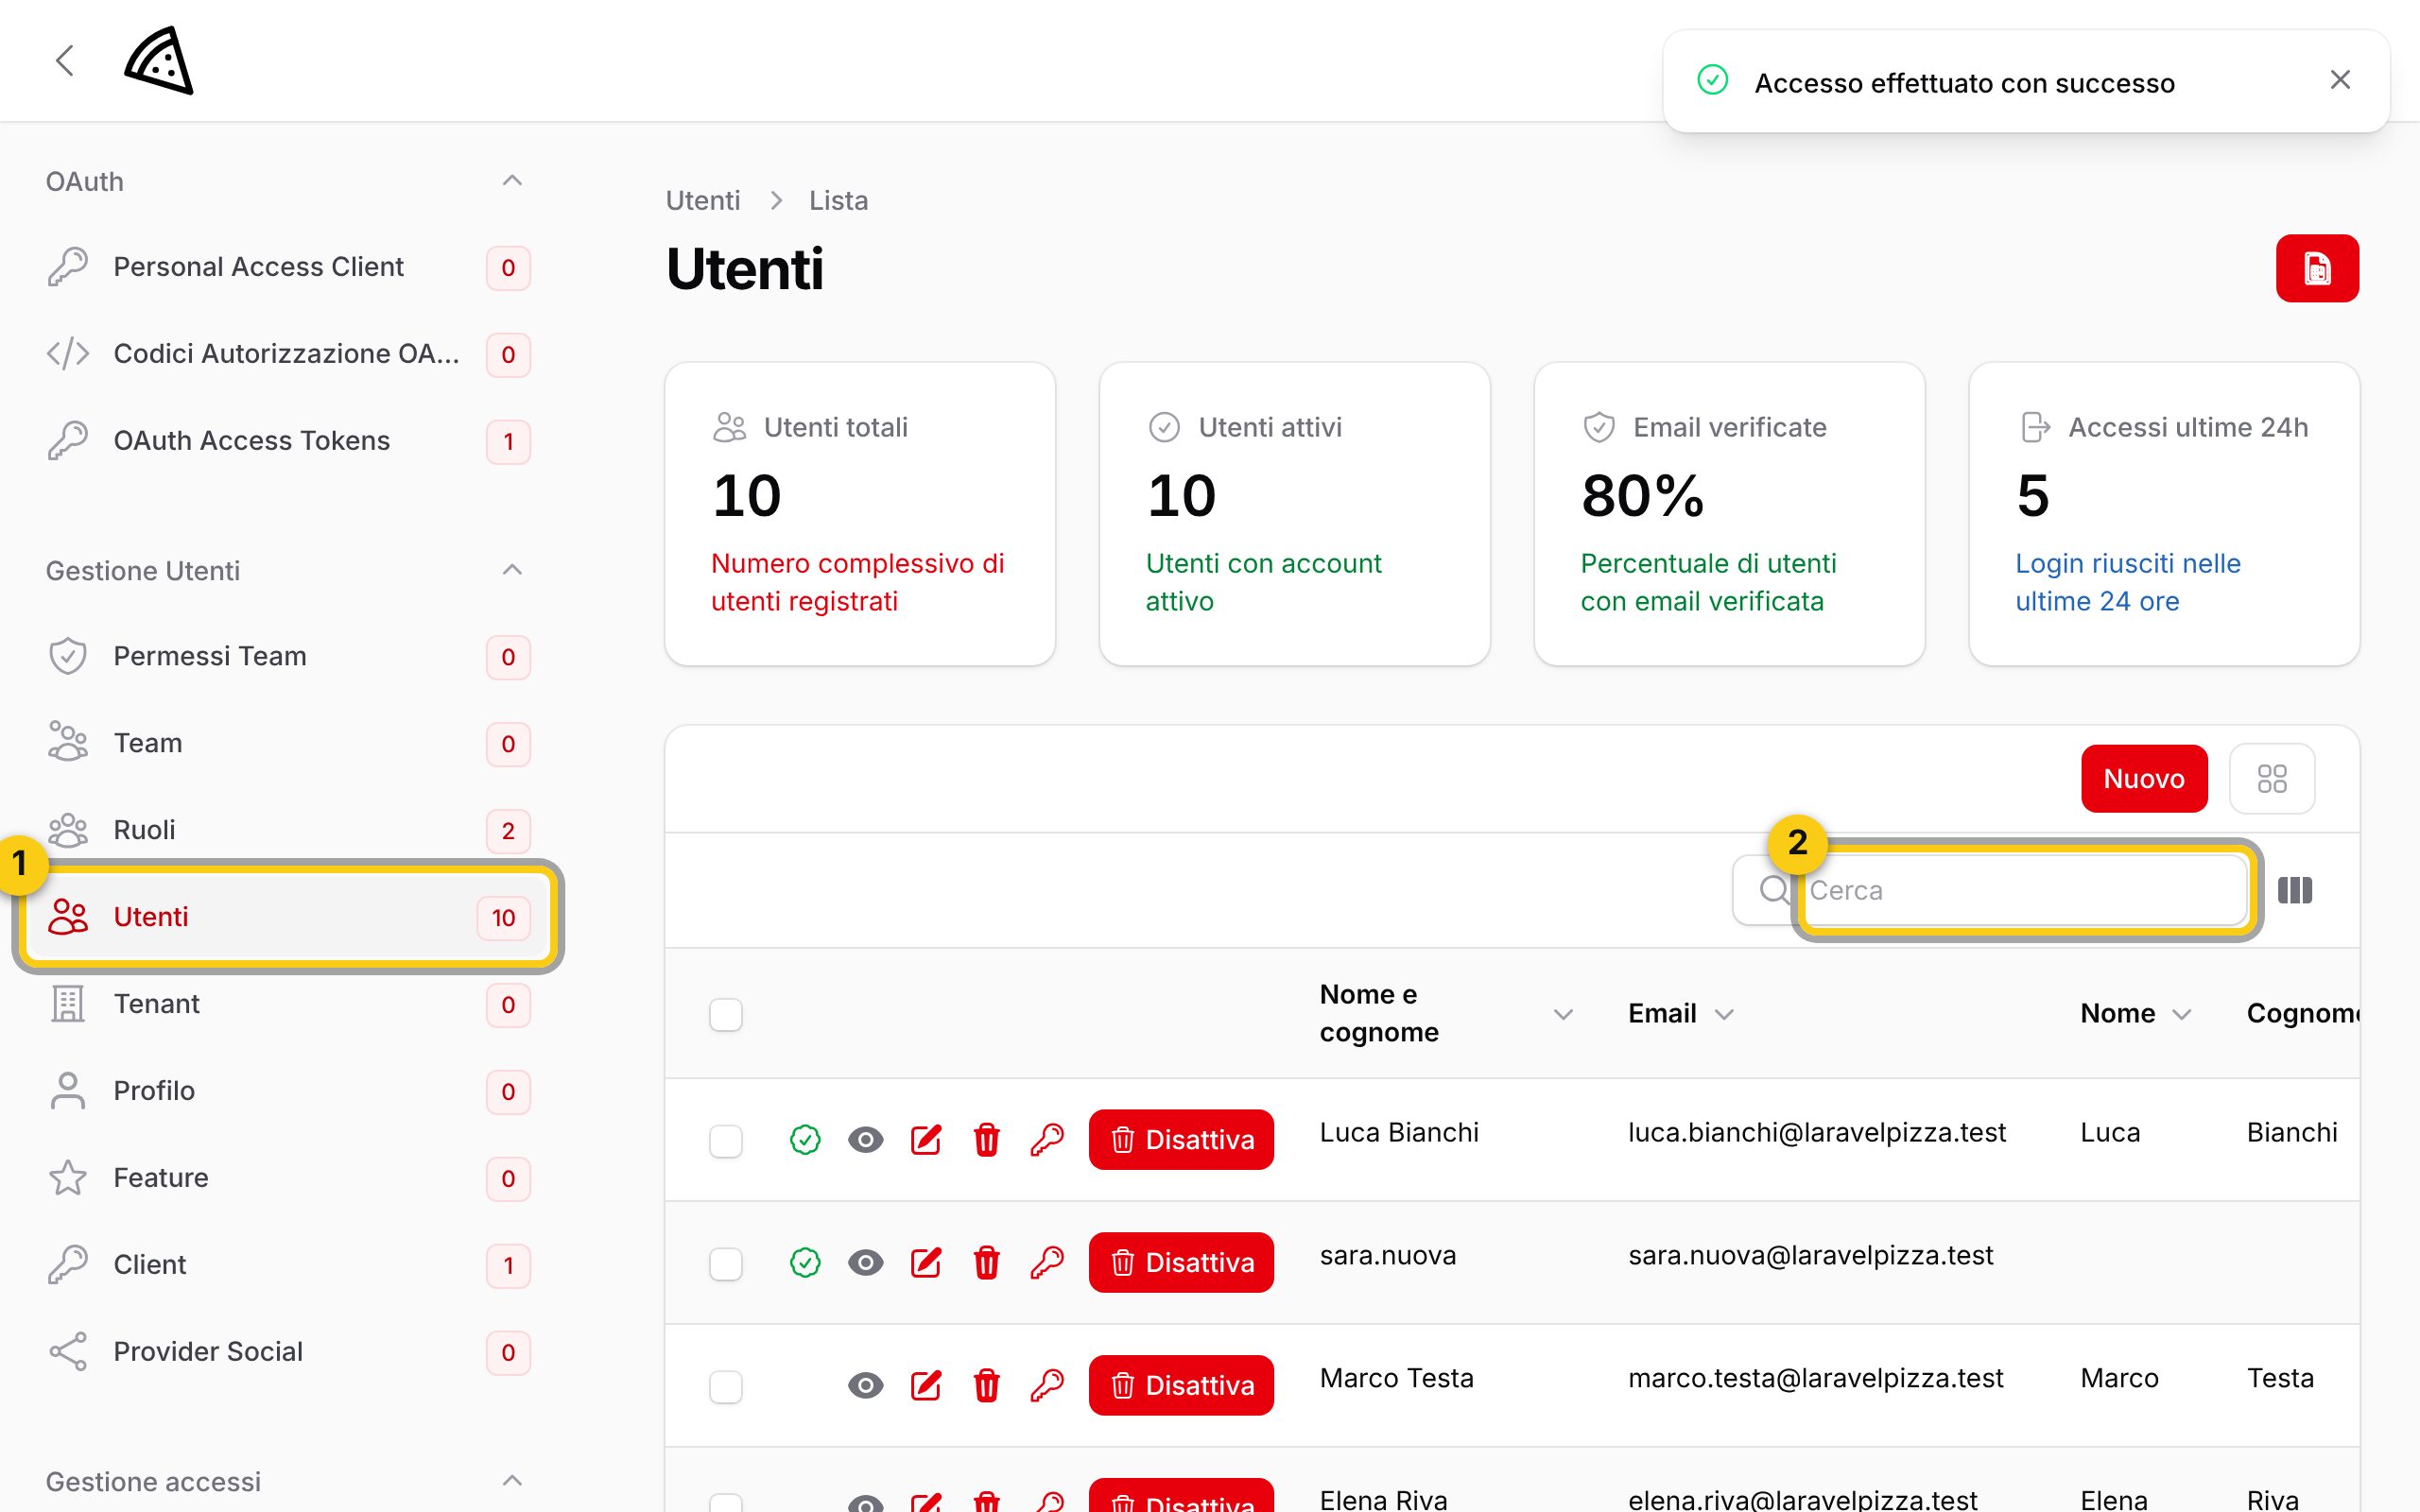 Accesso effettuato con successo
OAuth
Personal Access Client 0
Codici Autorizzazione OA... 0
OAuth Access Tokens 1
Gestione Utenti
Permessi Team 0
Team 0
Ruoli 2
1
Utenti 10
Tenant 0
Profilo 0
Feature 0
Client 1
Provider Social 0
Gestione accessi
Utenti > Lista
Utenti
Utenti totali
10
Numero complessivo di
utenti registrati
Utenti attivi
10
Utenti con account
attivo
Email verificate
80%
Percentuale di utenti
con email verificata
Accessi ultime 24h
5
Login riusciti nelle
ultime 24 ore
Nuovo
2
Cerca
Nome e
cognome
Email Nome Cognome
Disattiva Luca Bianchi luca.bianchi@laravelpizza.test Luca Bianchi
Disattiva sara.nuova sara.nuova@laravelpizza.test
Disattiva Marco Testa marco.testa@laravelpizza.test Marco Testa
Disattiva Elena Riva elena.riva@laravelpizza.test Elena Riva